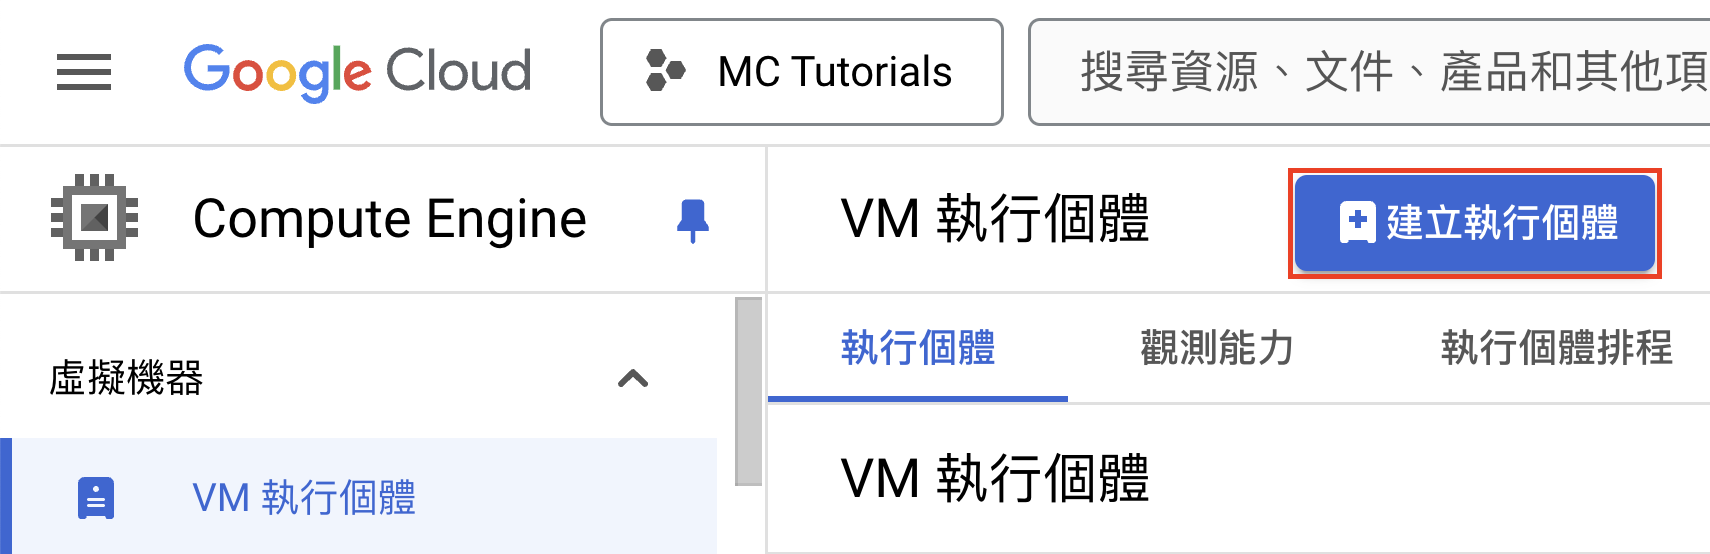 Google Cloud
MC Tutorials
搜尋資源、文件、產品和其他項
Compute Engine
VM 執行個體
建立執行個體
虛擬機器
VM 執行個體
執行個體
觀測能力
執行個體排程
VM 執行個體